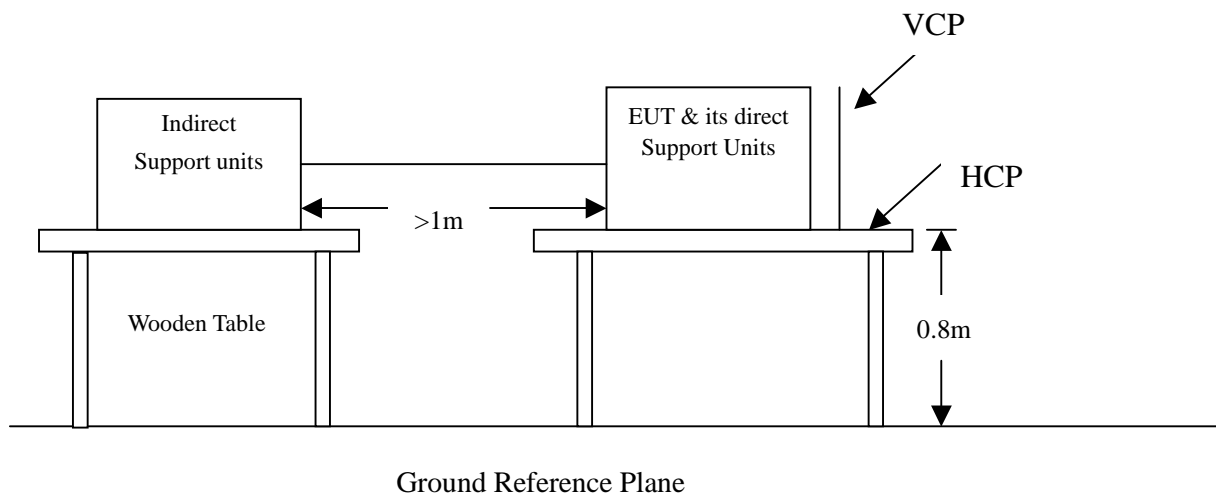 VCP
Indirect
Support units
EUT & its direct
Support Units
HCP
>1m
Wooden Table
0.8m
Ground Reference Plane